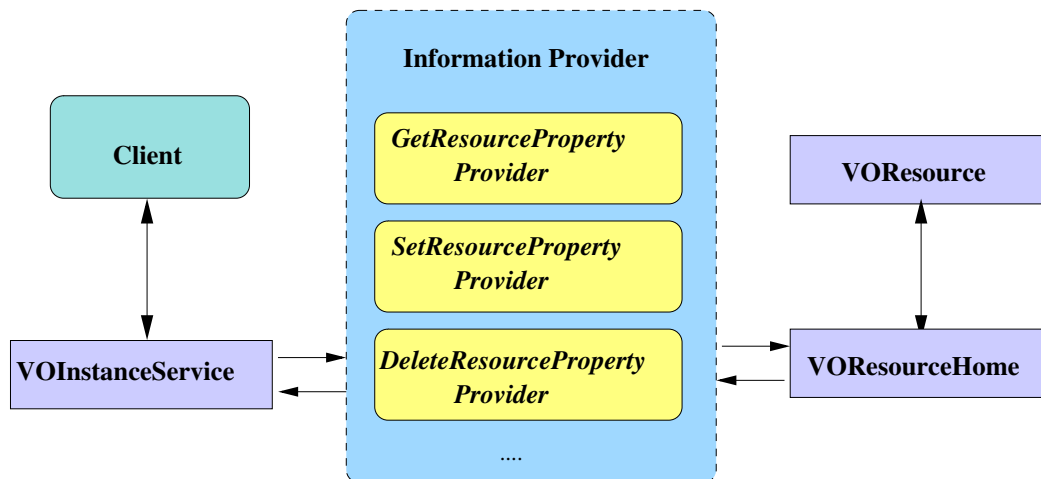 Information Provider
Client
GetResourceProperty
Provider
VOResource
SetResourceProperty
Provider
VOInstanceService
DeleteResourceProperty
Provider
VOResourceHome
....